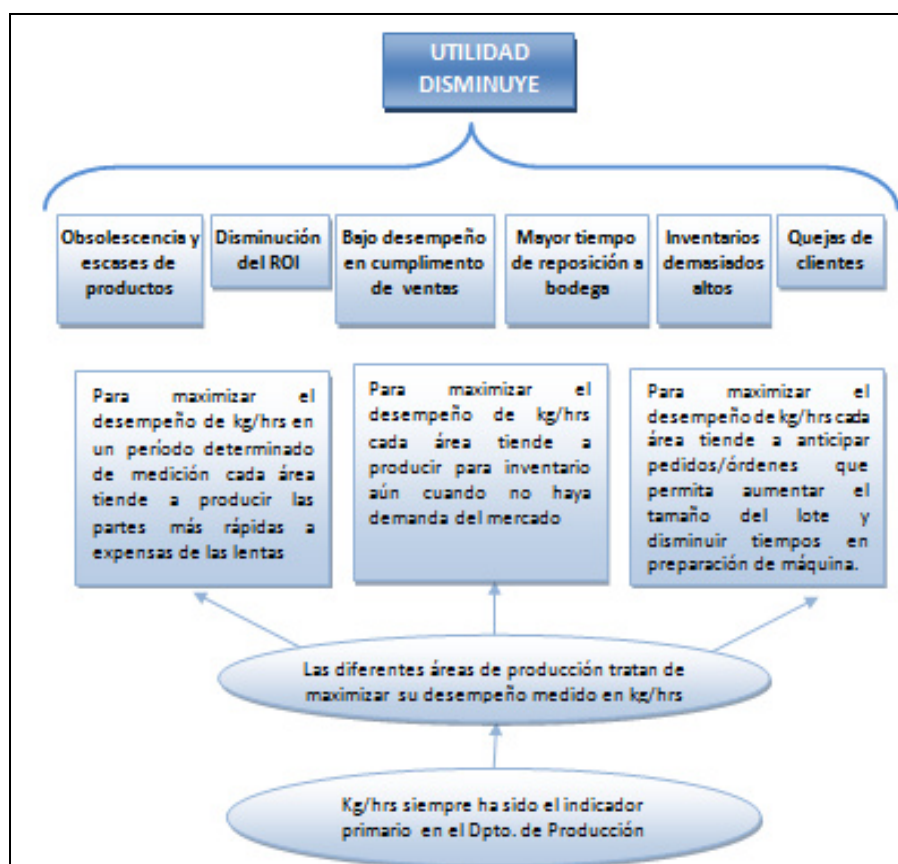 UTILIDAD
DISMINUYE
Obsolescencia y
escases de
productos
Disminución
del ROI
Bajo desempeño
en cumplimento
de ventas
Mayor tiempo
de reposición a
bodega
Inventarios
demasiados
altos
Quejas de
clientes
Para maximizar el
desempeño de kg/hrs en
un período determinado
de medición cada área
tiende a producir las
partes más rápidas a
expensas de las lentas
Para maximizar el
desempeño de kg/hrs
cada área tiende a
producir para inventario
aún cuando no haya
demanda del mercado
Para maximizar el
desempeño de kg/hrs cada
área tiende a anticipar
pedidos/órdenes que
permita aumentar el
tamaño del lote y
disminuir tiempos en
preparación de máquina.
Las diferentes áreas de producción tratan de
maximizar su desempeño medido en kg/hrs
Kg/hrs siempre ha sido el indicador
primario en el Dpto. de Producción